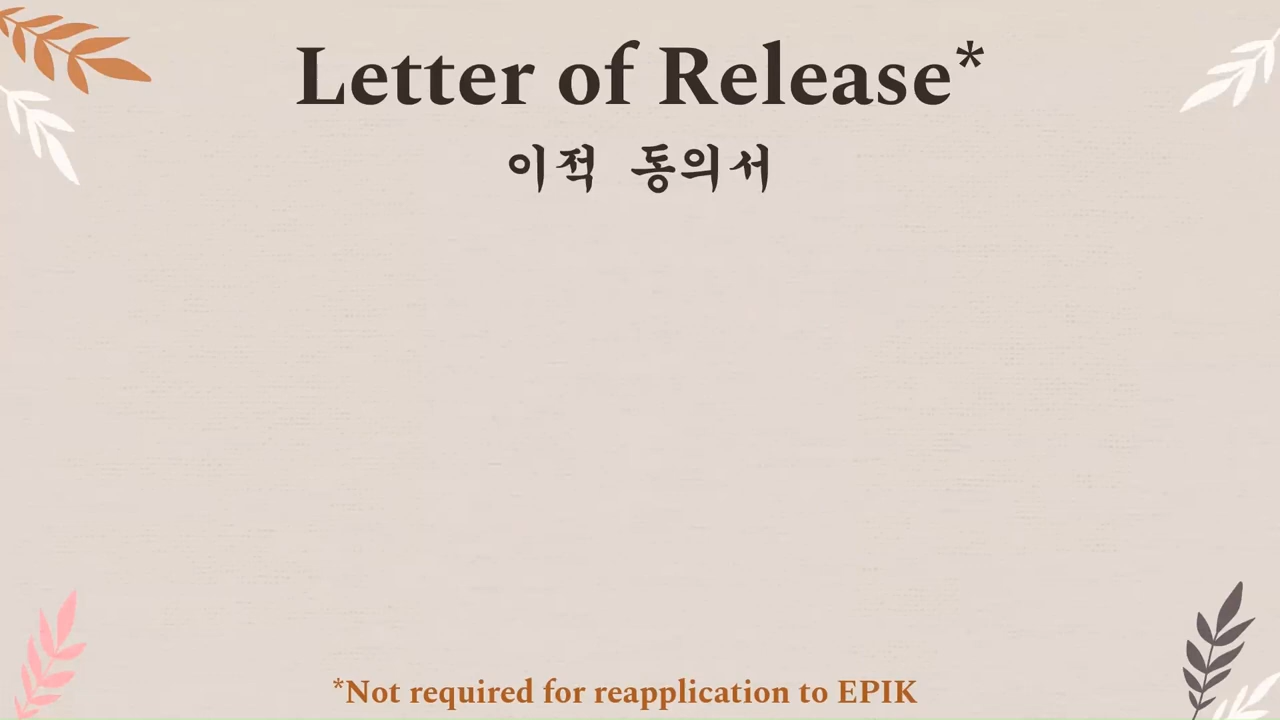 Letter of Release*
이적 동의서
*Not required for reapplication to EPIK